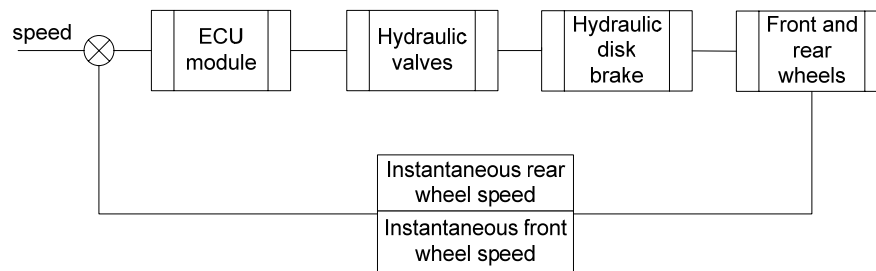 speed
ECU
module
Hydraulic
valves
Hydraulic
disk
brake
Front and
rear
wheels
Instantaneous rear
wheel speed
Instantaneous front
wheel speed